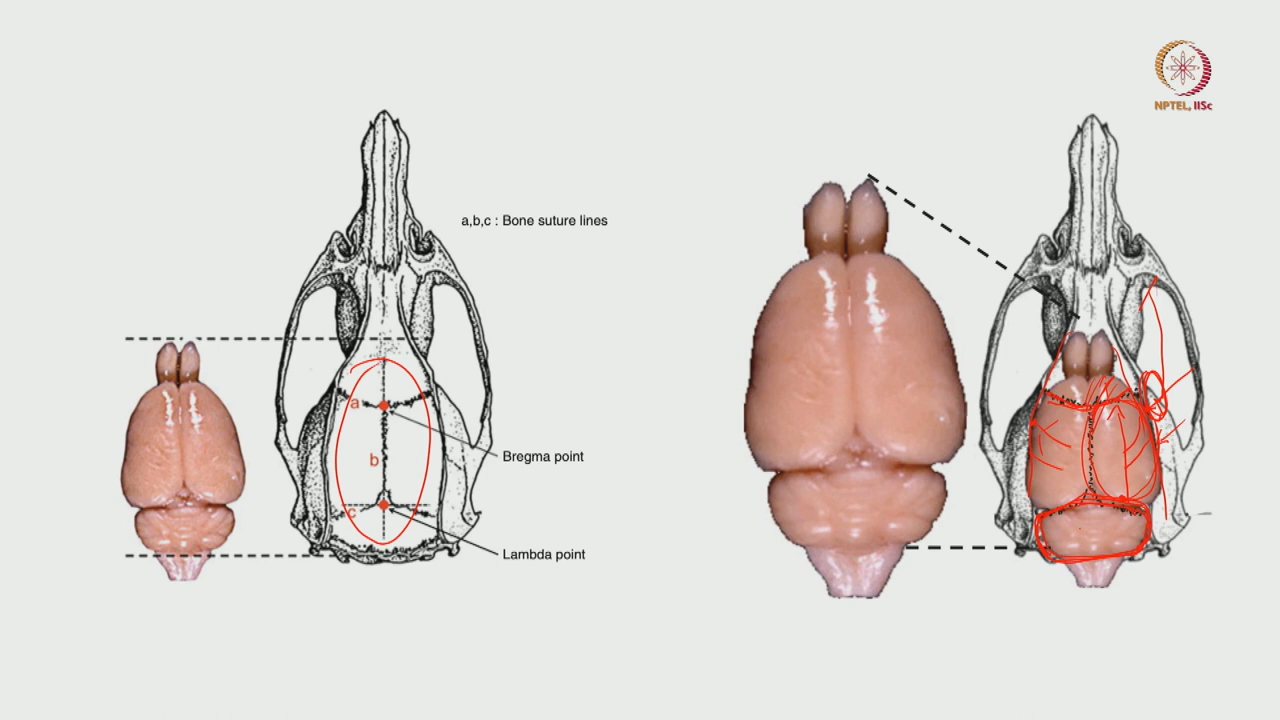 NPTEL, IISc
a,b,c : Bone suture lines
a
b
Bregma point
c
Lambda point